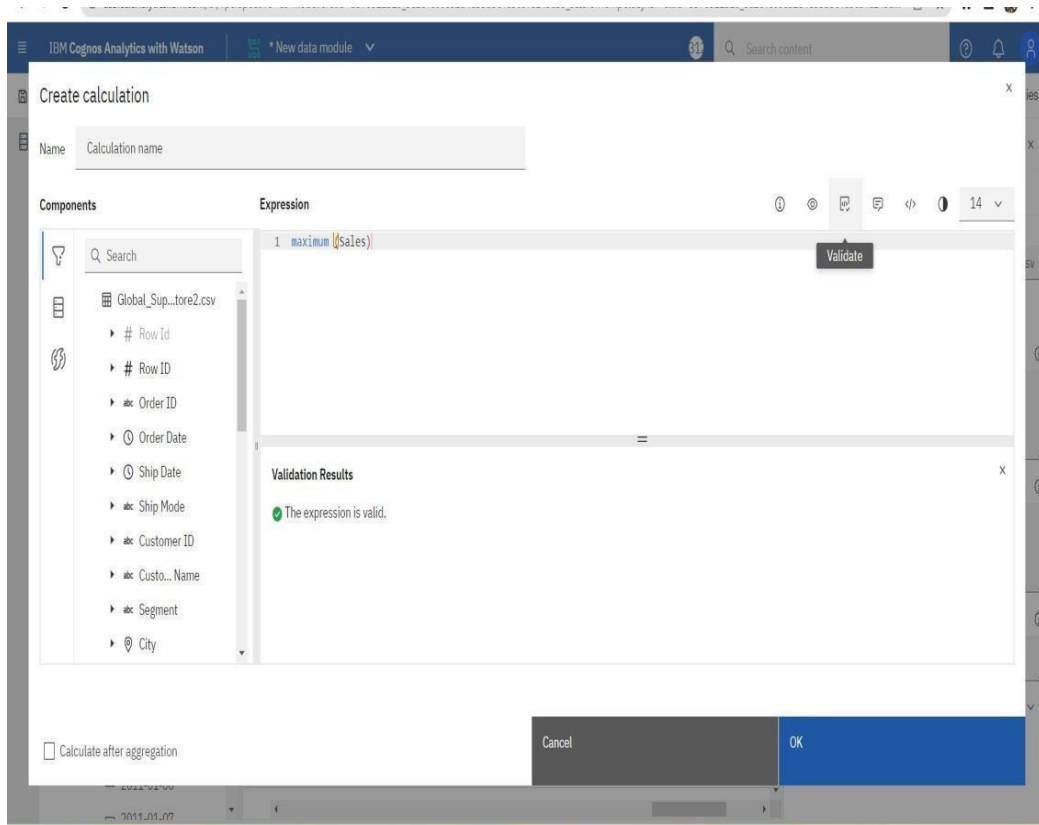 IBM Cognos Analytics with Watson
* New data module
31
Search content
Create calculation
x
ies
Name
Calculation name
x
Components
Expression
14
Search
1 maximum (Sales)
Validate
sv
Global_Sup...tore2.csv
# Row Id
# Row ID
abc Order ID
Order Date
Ship Date
abc Ship Mode
abc Customer ID
abc Custo... Name
abc Segment
City
Validation Results
x
The expression is valid.
Calculate after aggregation
Cancel
OK
2011-01-07